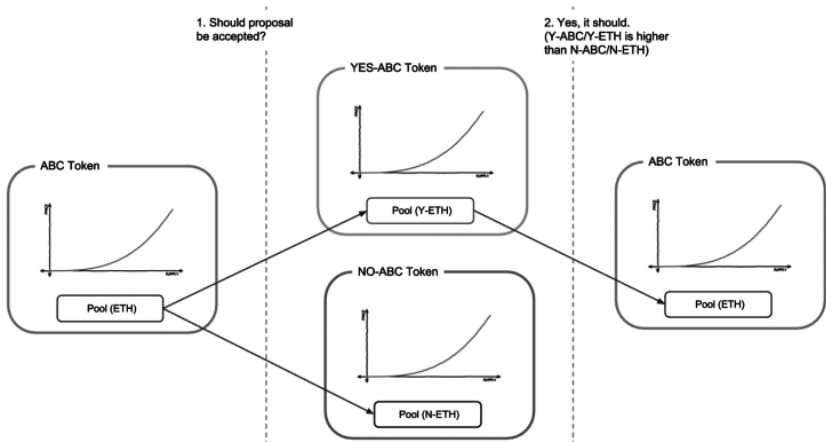 1. Should proposal
be accepted?
2. Yes, it should.
(Y-ABC/Y-ETH is higher
than N-ABC/N-ETH)
YES-ABC Token
Pool (Y-ETH)
ABC Token
Pool (ETH)
NO-ABC Token
Pool (N-ETH)
ABC Token
Pool (ETH)